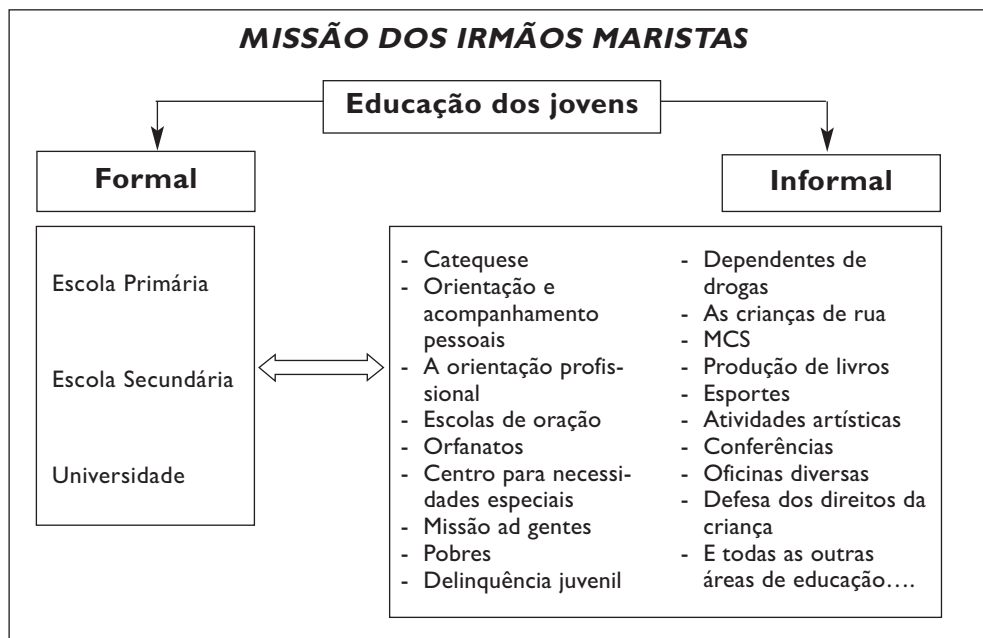 MISSÃO DOS IRMÃOS MARISTAS
Educação dos jovens
Formal
Informal
Escola Primária
Escola Secundária
Universidade
- Catequese
- Orientação e
acompanhamento
pessoais
- A orientação profis-
sional
- Escolas de oração
- Orfanatos
- Centro para necessi-
dades especiais
- Missão ad gentes
- Pobres
- Delinquência juvenil
- Dependentes de
drogas
- As crianças de rua
- MCS
- Produção de livros
- Esportes
- Atividades artísticas
- Conferências
- Oficinas diversas
- Defesa dos direitos da
criança
- E todas as outras
áreas de educação….